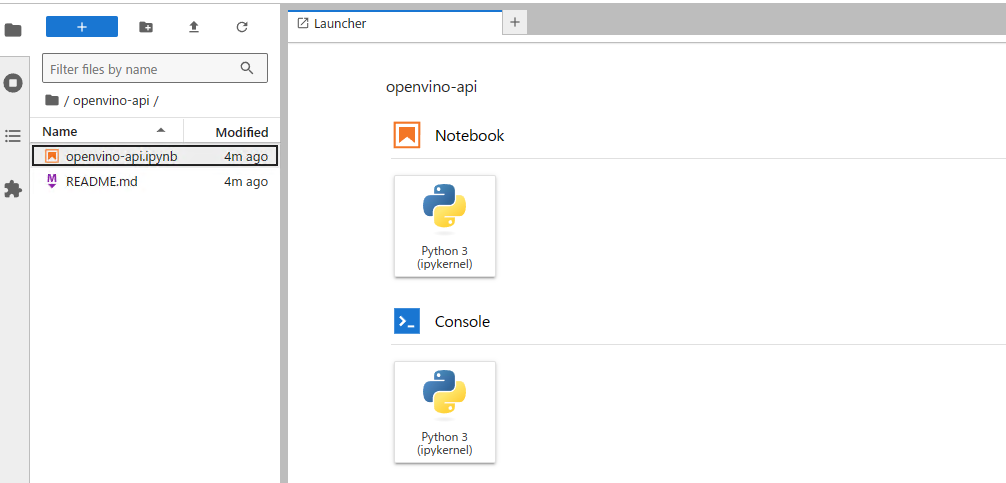 +
Launcher
+
Filter files by name
/ openvino-api /
Name Modified
openvino-api.ipynb 4m ago
README.md 4m ago
openvino-api
Notebook
Python 3
(ipykernel)
Console
Python 3
(ipykernel)